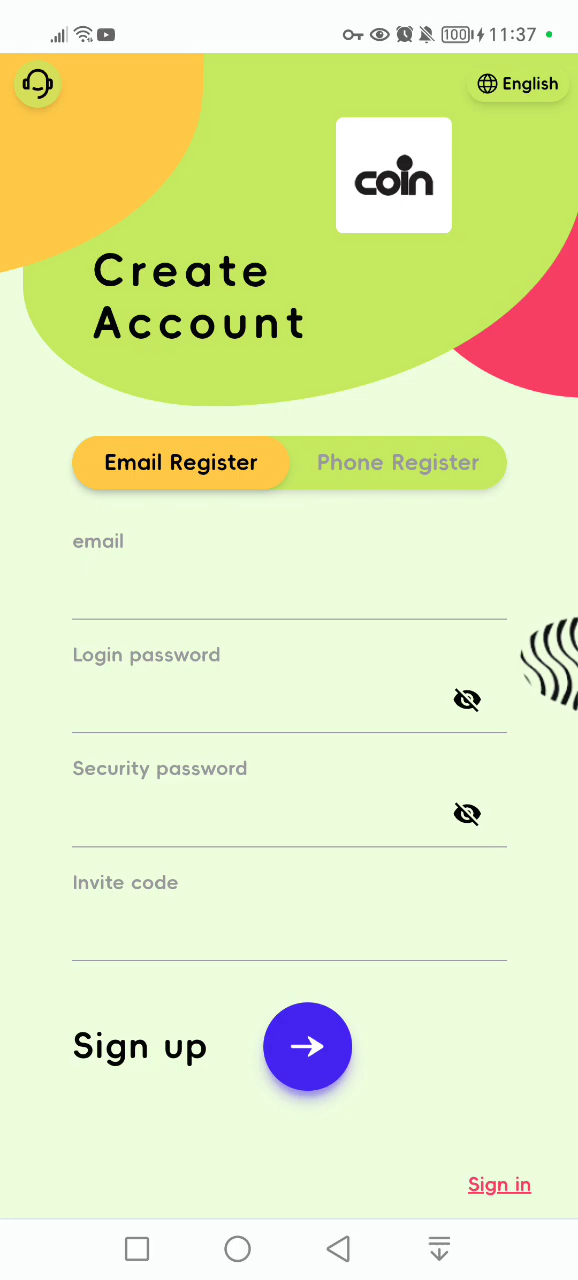 100 11:37
English
coin
Create
Account
Email Register Phone Register
email
Login password
Security password
Invite code
Sign up
Sign in